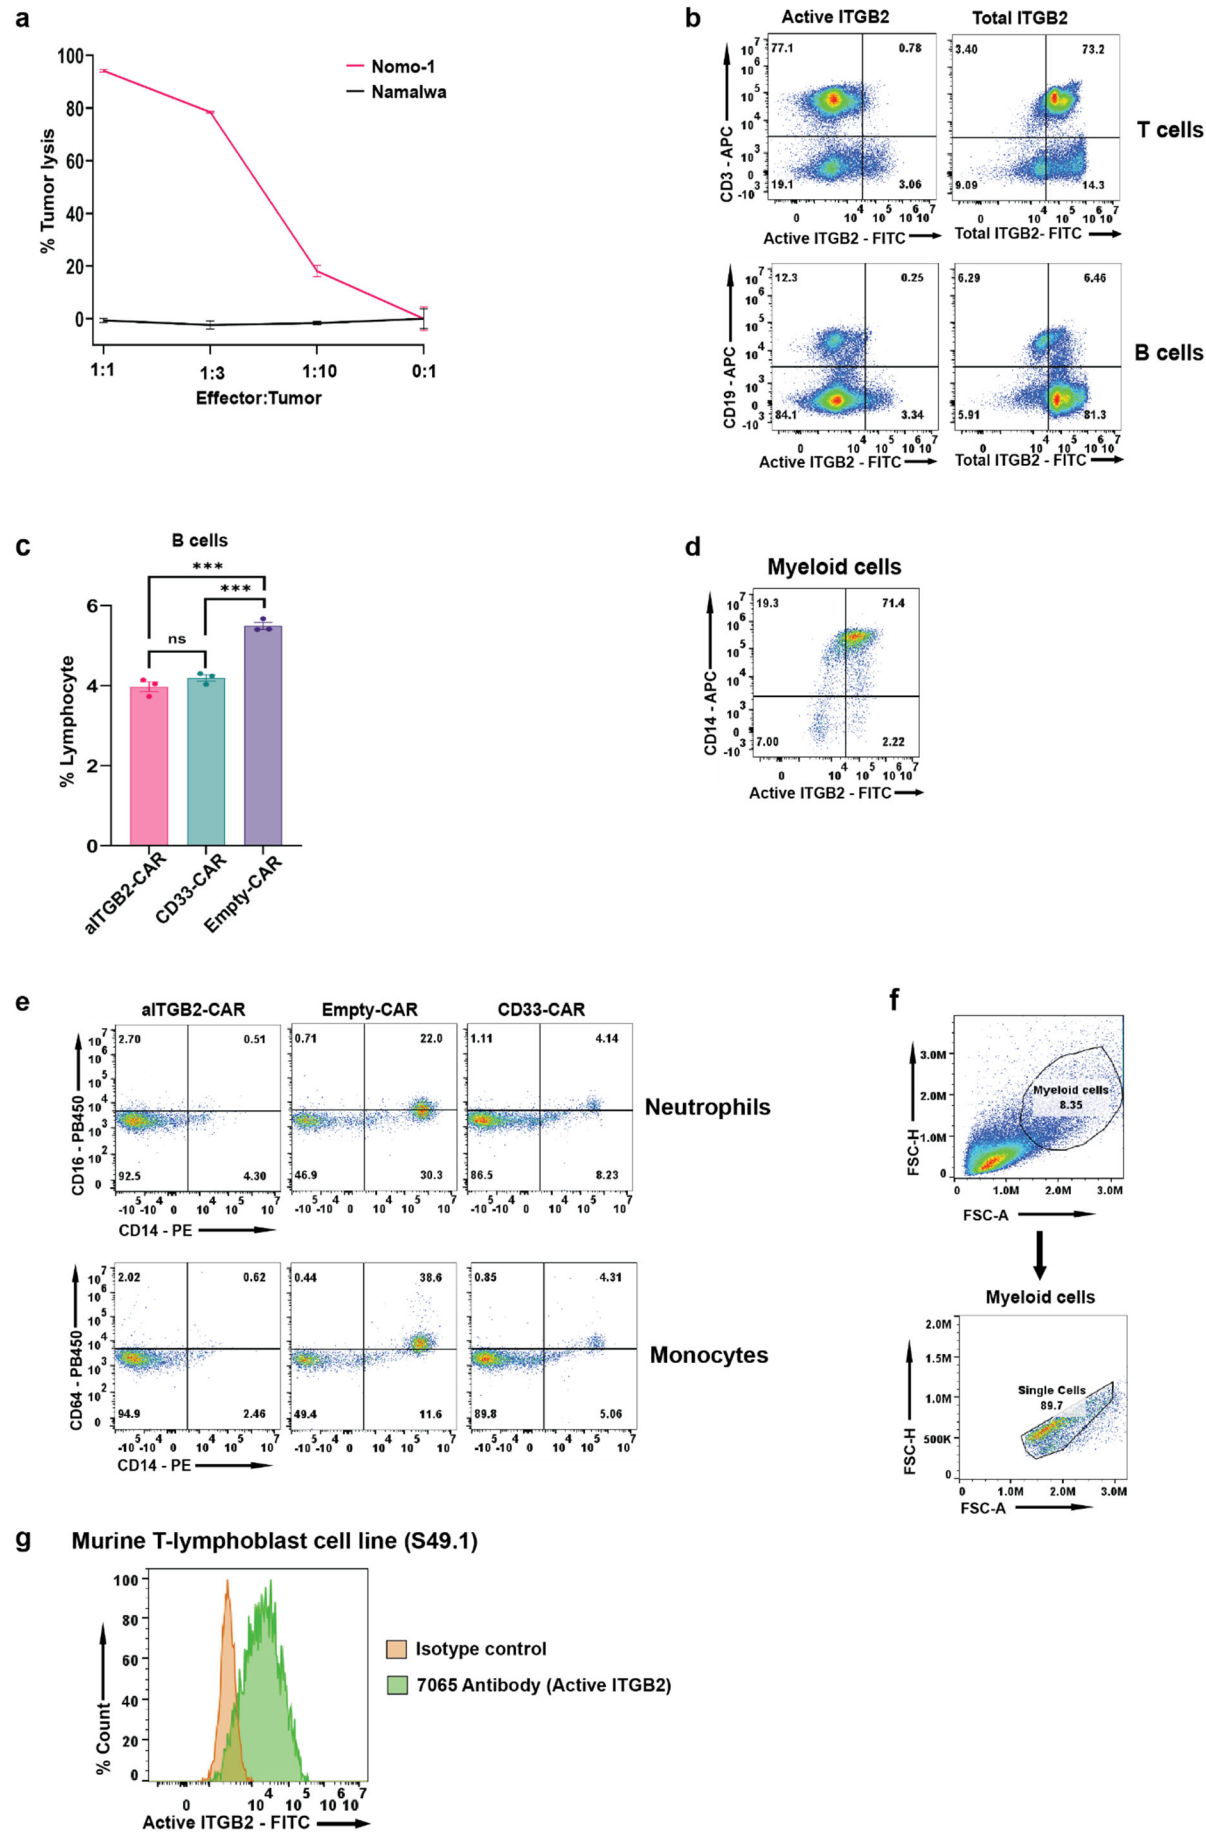 a
100
80
60
40
20
0
% Tumor lysis
Nomo-1
Namalwa
1:1 1:3 1:10 0:1
Effector:Tumor
b
Active ITGB2 Total ITGB2
77.1 0.78
19.1 3.06
3.40 73.2
9.09 14.3
CD3 - APC
T cells
Active ITGB2 - FITC
Total ITGB2- FITC
12.3 0.25
84.1 3.34
6.29 6.46
5.91 81.3
CD19 - APC
B cells
Active ITGB2 - FITC
Total ITGB2 - FITC
c
B cells
***
***
ns
6
4
2
0
% Lymphocyte
aITGB2-CAR
CD33-CAR
Empty-CAR
d
Myeloid cells
19.3 71.4
7.00 2.22
CD14 - APC
Active ITGB2 - FITC
e
aITGB2-CAR Empty-CAR CD33-CAR
2.70 0.51
92.5 4.30
0.71 22.0
46.9 30.3
1.11 4.14
86.5 8.23
CD16 - PB450
Neutrophils
CD14 - PE
2.02 0.62
94.9 2.46
0.44 38.6
49.4 11.6
0.85 4.31
89.8 5.06
CD64 - PB450
Monocytes
CD14 - PE
f
3.0M
2.0M
1.0M
0
FSC-H
Myeloid cells
8.35
0 1.0M 2.0M 3.0M
FSC-A
Myeloid cells
2.0M
1.5M
1.0M
500K
0
FSC-H
Single Cells
89.7
0 1.0M 2.0M 3.0M
FSC-A
g
Murine T-lymphoblast cell line (S49.1)
100
80
60
40
20
0
% Count
Isotype control
7065 Antibody (Active ITGB2)
0 10^4 10^5 10^6 10^7
Active ITGB2 - FITC